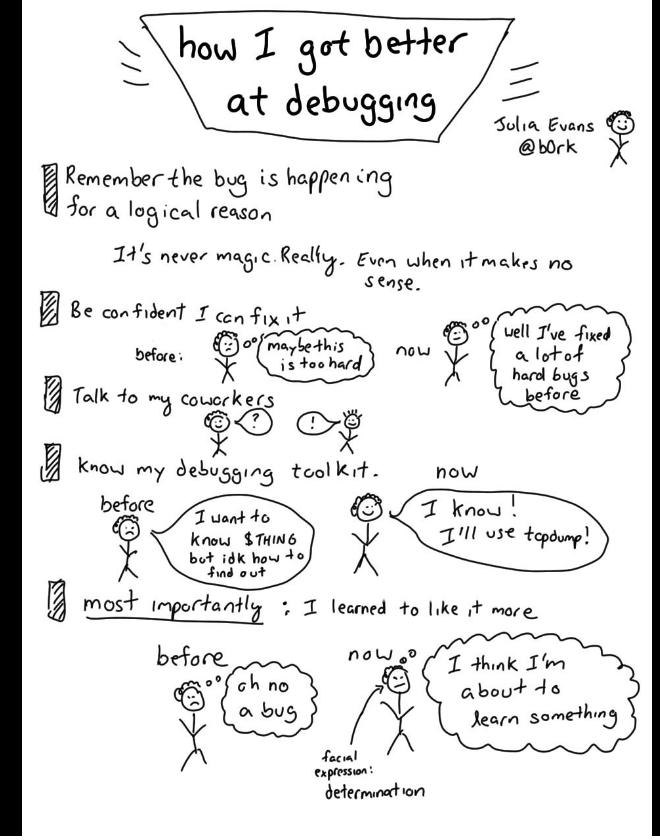 how I got better
at debugging
Julia Evans
@b0rk
Remember the bug is happening
for a logical reason
It's never magic. Really. Even when it makes no
sense.
Be confident I can fix it
before:
maybe this
is too hard
now
well I've fixed
a lot of
hard bugs
before
Talk to my coworkers
?
!
know my debugging toolkit.
before
I want to
know $THING
but idk how to
find out
now
I know!
I'll use tcpdump!
most importantly : I learned to like it more
before
oh no
a bug
now
I think I'm
about to
learn something
facial
expression:
determination